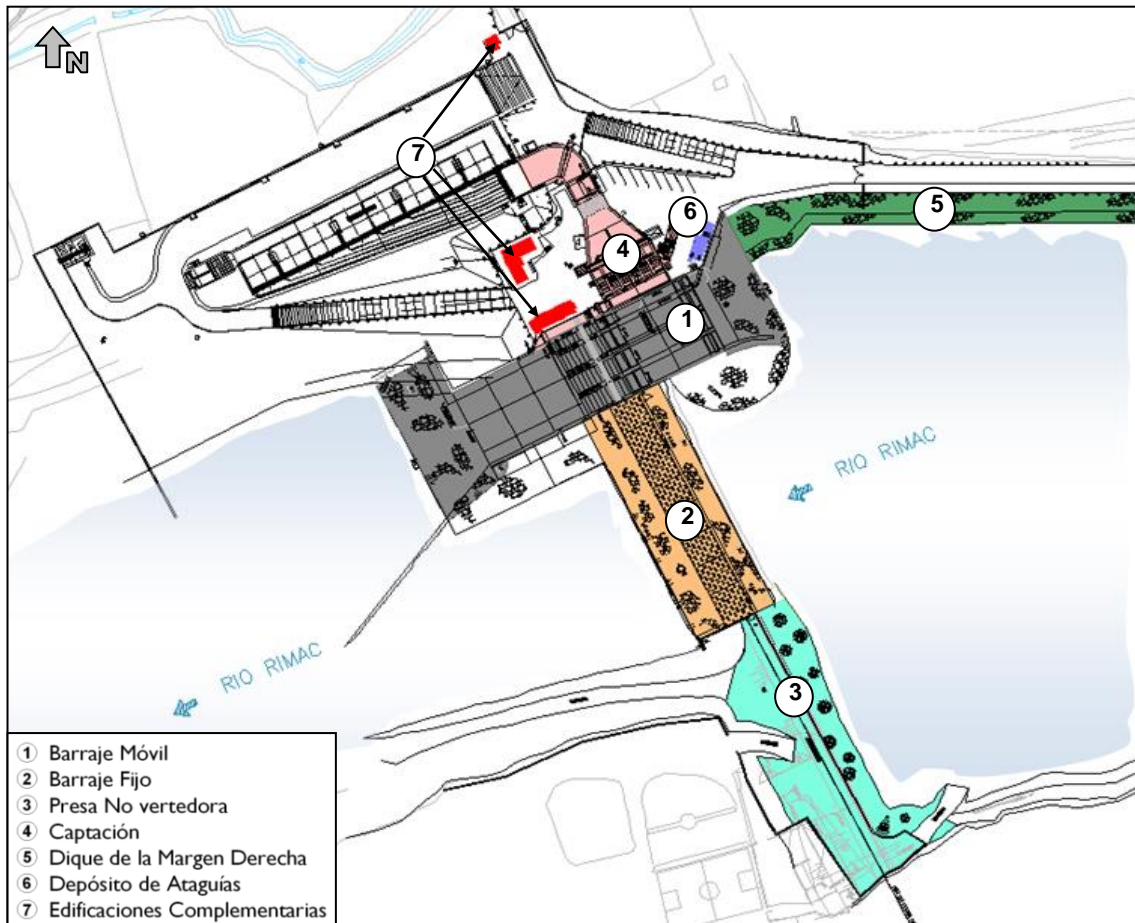 N
7
6
5
4
1
RIO RIMAC
2
RIO RIMAC
3
1 Barraje Móvil
2 Barraje Fijo
3 Presa No vertedora
4 Captación
5 Dique de la Margen Derecha
6 Depósito de Ataguías
7 Edificaciones Complementarias